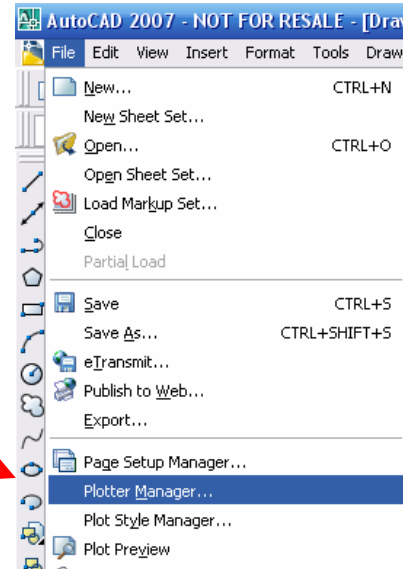 AutoCAD 2007 - NOT FOR RESALE - [Drav
File Edit View Insert Format Tools Draw
New... CTRL+N
New Sheet Set...
Open... CTRL+O
Open Sheet Set...
Load Markup Set...
Close
Partial Load
Save CTRL+S
Save As... CTRL+SHIFT+S
eTransmit...
Publish to Web...
Export...
Page Setup Manager...
Plotter Manager...
Plot Style Manager...
Plot Preview